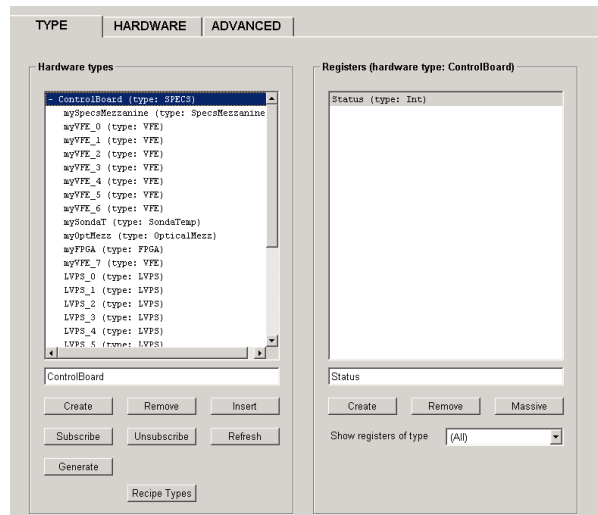 TYPE HARDWARE ADVANCED
Hardware types
- ControlBoard (type: SPECS)
mySpecsMezzanine (type: SpecsMezzanine
myVFE_0 (type: VFE)
myVFE_1 (type: VFE)
myVFE_2 (type: VFE)
myVFE_3 (type: VFE)
myVFE_4 (type: VFE)
myVFE_5 (type: VFE)
myVFE_6 (type: VFE)
mySondaT (type: SondaTemp)
myOptMezz (type: OpticalMezz)
myFPGA (type: FPGA)
myVFE_7 (type: VFE)
LVPS_0 (type: LVPS)
LVPS_1 (type: LVPS)
LVPS_2 (type: LVPS)
LVPS_3 (type: LVPS)
LVPS_4 (type: LVPS)
LVPS_5 (type: LVPS)
ControlBoard
Create Remove Insert
Subscribe Unsubscribe Refresh
Generate
Recipe Types
Registers (hardware type: ControlBoard)
Status (type: Int)
Status
Create Remove Massive
Show registers of type (All)